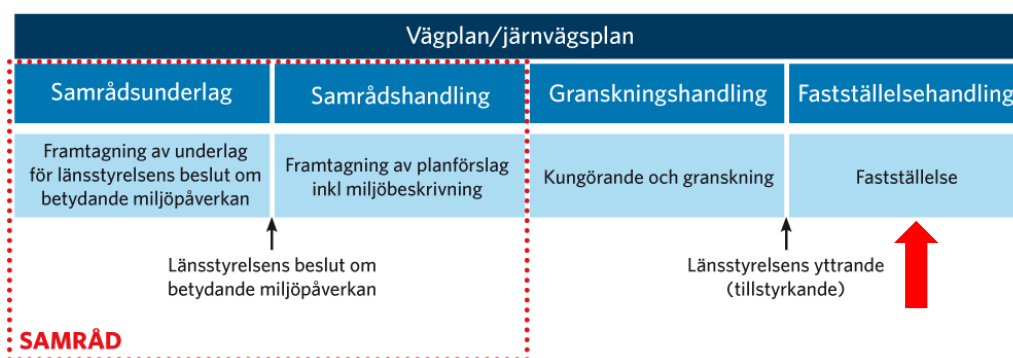 Vägplan/järnvägsplan
Samrådsunderlag
Samrådshandling
Granskningshandling
Fastställelsehandling
Framtagning av underlag
för länsstyrelsens beslut om
betydande miljöpåverkan
Framtagning av planförslag
inkl miljöbeskrivning
Kungörande och granskning
Fastställelse
Länsstyrelsens beslut om
betydande miljöpåverkan
Länsstyrelsens yttrande
(tillstyrkande)
SAMRÅD